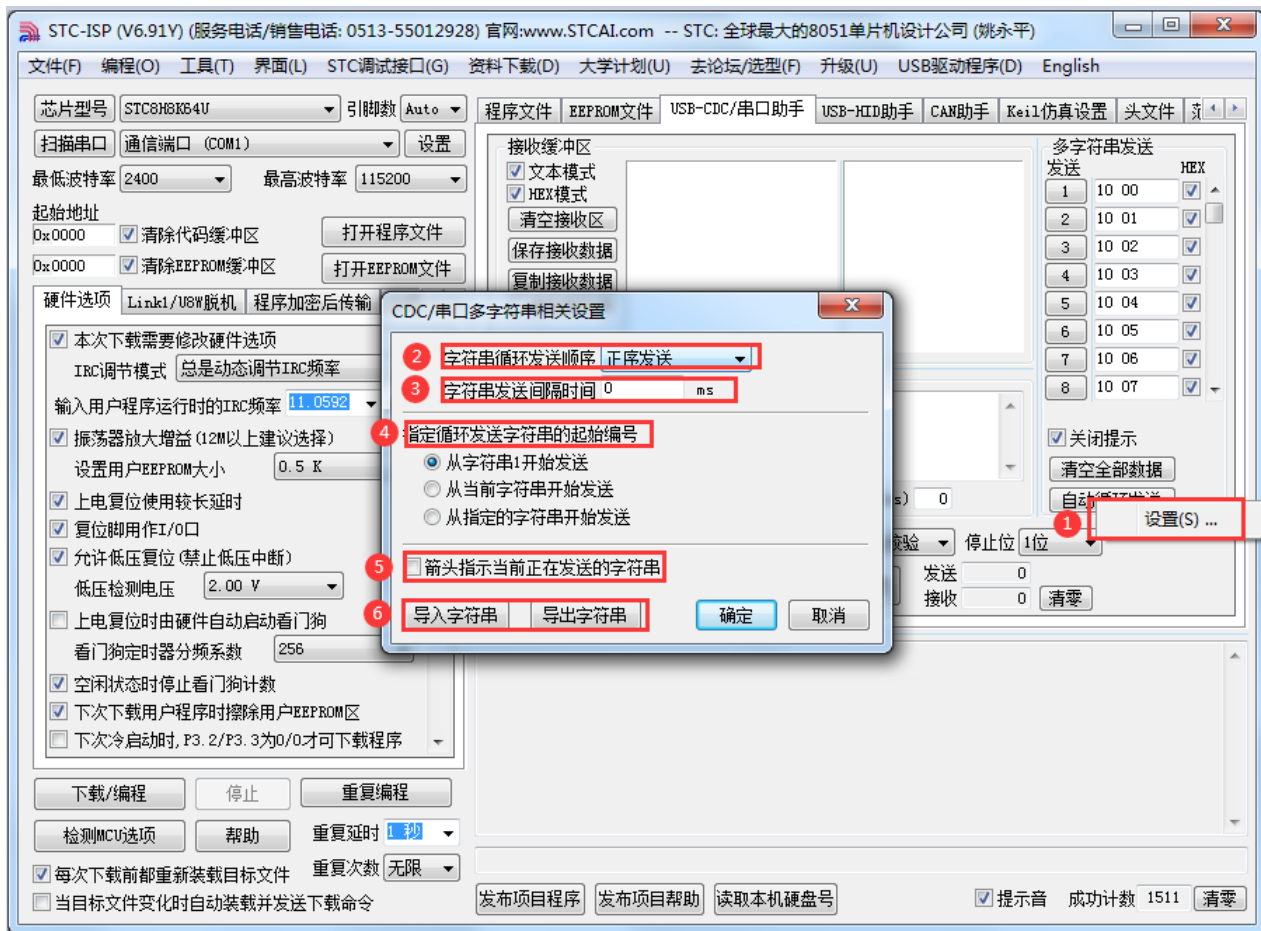 STC-ISP (V6.91Y) (服务电话/销售电话: 0513-55012928) 官网:www.STCAI.com -- STC: 全球最大的8051单片机设计公司 (姚永平)
文件(F) 编程(O) 工具(T) 界面(L) STC调试接口(G) 资料下载(D) 大学计划(U) 去论坛/选型(F) 升级(U) USB驱动程序(D) English
芯片型号 STC8H8K64U 引脚数 Auto
扫描串口 通信端口 (COM1) 设置
最低波特率 2400 最高波特率 115200
起始地址
0x0000 清除代码缓冲区 打开程序文件
0x0000 清除EEPROM缓冲区 打开EEPROM文件
硬件选项 Link1/U8W脱机 程序加密后传输
本次下载需要修改硬件选项
IRC调节模式 总是动态调节IRC频率
输入用户程序运行时的IRC频率 11.0592
振荡器放大增益(12M以上建议选择)
设置用户EEPROM大小 0.5 K
上电复位使用较长延时
复位脚用作I/O口
允许低压复位(禁止低压中断)
低压检测电压 2.00 V
上电复位时由硬件自动启动看门狗
看门狗定时器分频系数 256
空闲状态时停止看门狗计数
下次下载用户程序时擦除用户EEPROM区
下次冷启动时,P3.2/P3.3为0/0才可下载程序
下载/编程 停止 重复编程
检测MCU选项 帮助 重复延时 1 秒
每次下载前都重新装载目标文件 重复次数 无限
当目标文件变化时自动装载并发送下载命令
程序文件 EEPROM文件 USB-CDC/串口助手 USB-HID助手 CAN助手 Keil仿真设置 头文件
接收缓冲区
文本模式
HEX模式
清空接收区
保存接收数据
复制接收数据
多字符串发送
发送 HEX
1 10 00
2 10 01
3 10 02
4 10 03
5 10 04
6 10 05
7 10 06
8 10 07
关闭提示
清空全部数据
0
1 设置(S) ...
停止位 1位
发送 0
接收 0 清零
CDC/串口多字符串相关设置
2 字符串循环发送顺序 正序发送
3 字符串发送间隔时间 0 ms
4 指定循环发送字符串的起始编号
从字符串1开始发送
从当前字符串开始发送
从指定的字符串开始发送
5 箭头指示当前正在发送的字符串
6 导入字符串 导出字符串 确定 取消
发布项目程序 发布项目帮助 读取本机硬盘号 提示音 成功计数 1511 清零